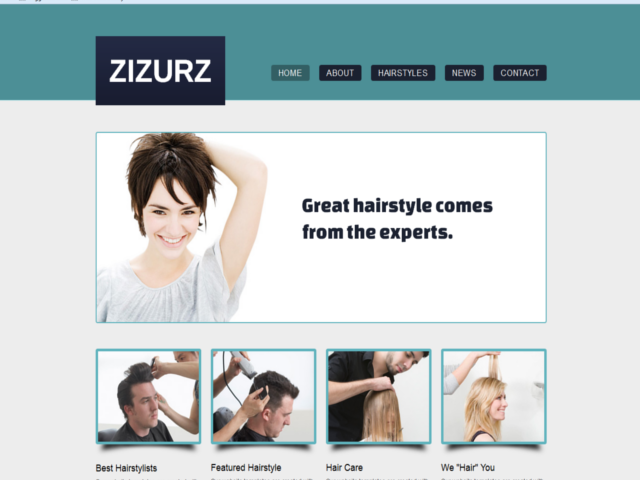 ZIZURZ
HOME ABOUT HAIRSTYLES NEWS CONTACT
Great hairstyle comes
from the experts.
Best Hairstylists Featured Hairstyle Hair Care We "Hair" You